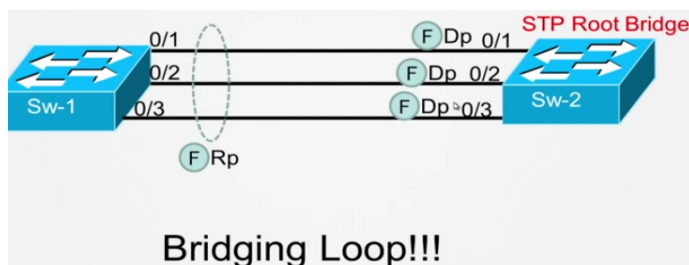 STP Root Bridge
0/1 F Dp 0/1
0/2 F Dp 0/2
Sw-1 0/3 F Dp 0/3 Sw-2
F Rp
Bridging Loop!!!